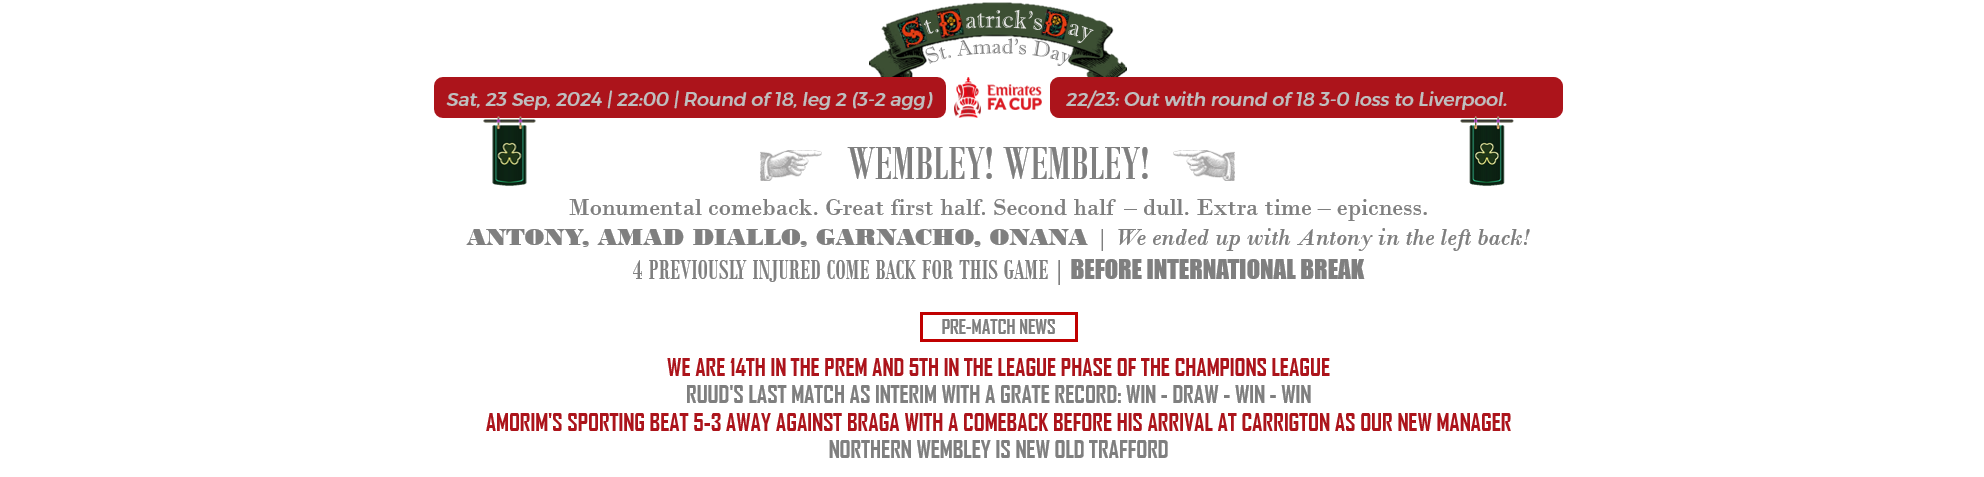 St. Patrick's Day
St. Amad's Day
Sat, 23 Sep, 2024 | 22:00 | Round of 18, leg 2 (3-2 agg)
Emirates
FA CUP
22/23: Out with round of 18 3-0 loss to Liverpool.
WEMBLEY! WEMBLEY!
Monumental comeback. Great first half. Second half – dull. Extra time – epicness.
ANTONY, AMAD DIALLO, GARNACHO, ONANA | We ended up with Antony in the left back!
4 PREVIOUSLY INJURED COME BACK FOR THIS GAME | BEFORE INTERNATIONAL BREAK
PRE-MATCH NEWS
WE ARE 14TH IN THE PREM AND 5TH IN THE LEAGUE PHASE OF THE CHAMPIONS LEAGUE
RUUD'S LAST MATCH AS INTERIM WITH A GRATE RECORD: WIN - DRAW - WIN - WIN
AMORIM'S SPORTING BEAT 5-3 AWAY AGAINST BRAGA WITH A COMEBACK BEFORE HIS ARRIVAL AT CARRIGTON AS OUR NEW MANAGER
NORTHERN WEMBLEY IS NEW OLD TRAFFORD